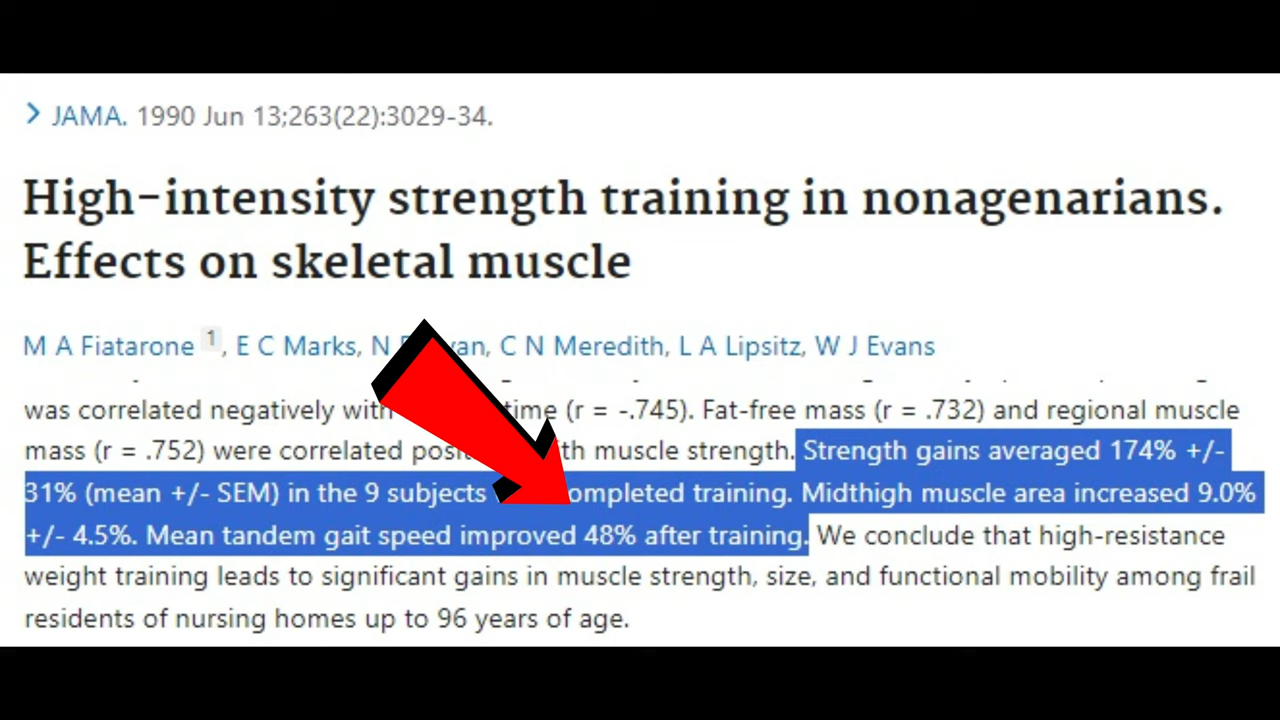 JAMA. 1990 Jun 13;263(22):3029-34.
High-intensity strength training in nonagenarians.
Effects on skeletal muscle
M A Fiatarone 1, E C Marks, N C N Meredith, L A Lipsitz, W J Evans
was correlated negatively with time (r = -.745). Fat-free mass (r = .732) and regional muscle
mass (r = .752) were correlated muscle strength. Strength gains averaged 174% +/-
31% (mean +/- SEM) in the 9 subjects completed training. Midthigh muscle area increased 9.0%
+/- 4.5%. Mean tandem gait speed improved 48% after training. We conclude that high-resistance
weight training leads to significant gains in muscle strength, size, and functional mobility among frail
residents of nursing homes up to 96 years of age.